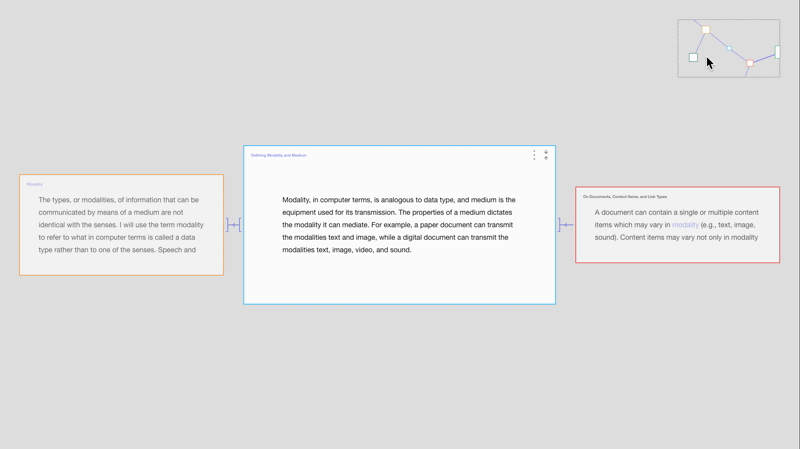 Modality
The types, or modalities, of information that can be
communicated by means of a medium are not
identical with the senses. I will use the term modality
to refer to what in computer terms is called a data
type rather than to one of the senses. Speech and
Defining Modality and Medium
Modality, in computer terms, is analogous to data type, and medium is the
equipment used for its transmission. The properties of a medium dictates
the modality it can mediate. For example, a paper document can transmit
the modalities text and image, while a digital document can transmit the
modalities text, image, video, and sound.
On Documents, Content Items, and Link Types
A document can contain a single or multiple content
items which may vary in modality (e.g., text, image,
sound). Content items may vary not only in modality